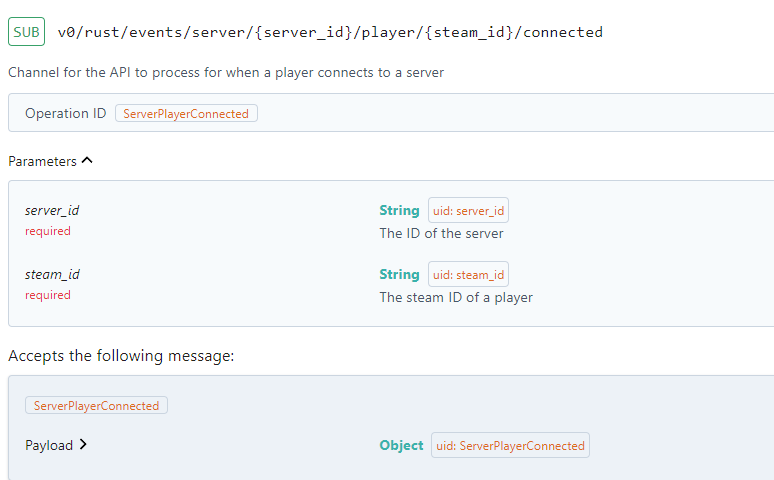 SUB v0/rust/events/server/{server_id}/player/{steam_id}/connected
Channel for the API to process for when a player connects to a server
Operation ID ServerPlayerConnected
Parameters
server_id String uid: server_id
required The ID of the server
steam_id String uid: steam_id
required The steam ID of a player
Accepts the following message:
ServerPlayerConnected
Payload Object uid: ServerPlayerConnected